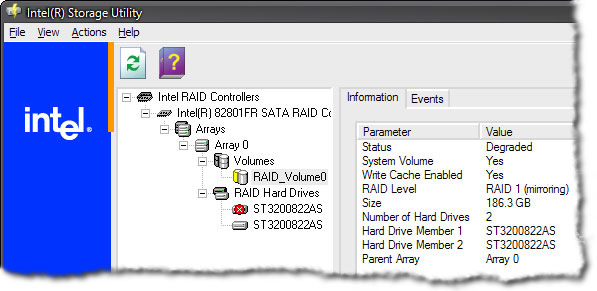 Intel(R) Storage Utility
File View Actions Help
intel®
Intel RAID Controllers
Intel(R) 82801FR SATA RAID Co
Arrays
Array 0
Volumes
RAID_Volume0
RAID Hard Drives
ST3200822AS
ST3200822AS
Information Events
Parameter Value
Status Degraded
System Volume Yes
Write Cache Enabled Yes
RAID Level RAID 1 (mirroring)
Size 186.3 GB
Number of Hard Drives 2
Hard Drive Member 1 ST3200822AS
Hard Drive Member 2 ST3200822AS
Parent Array Array 0